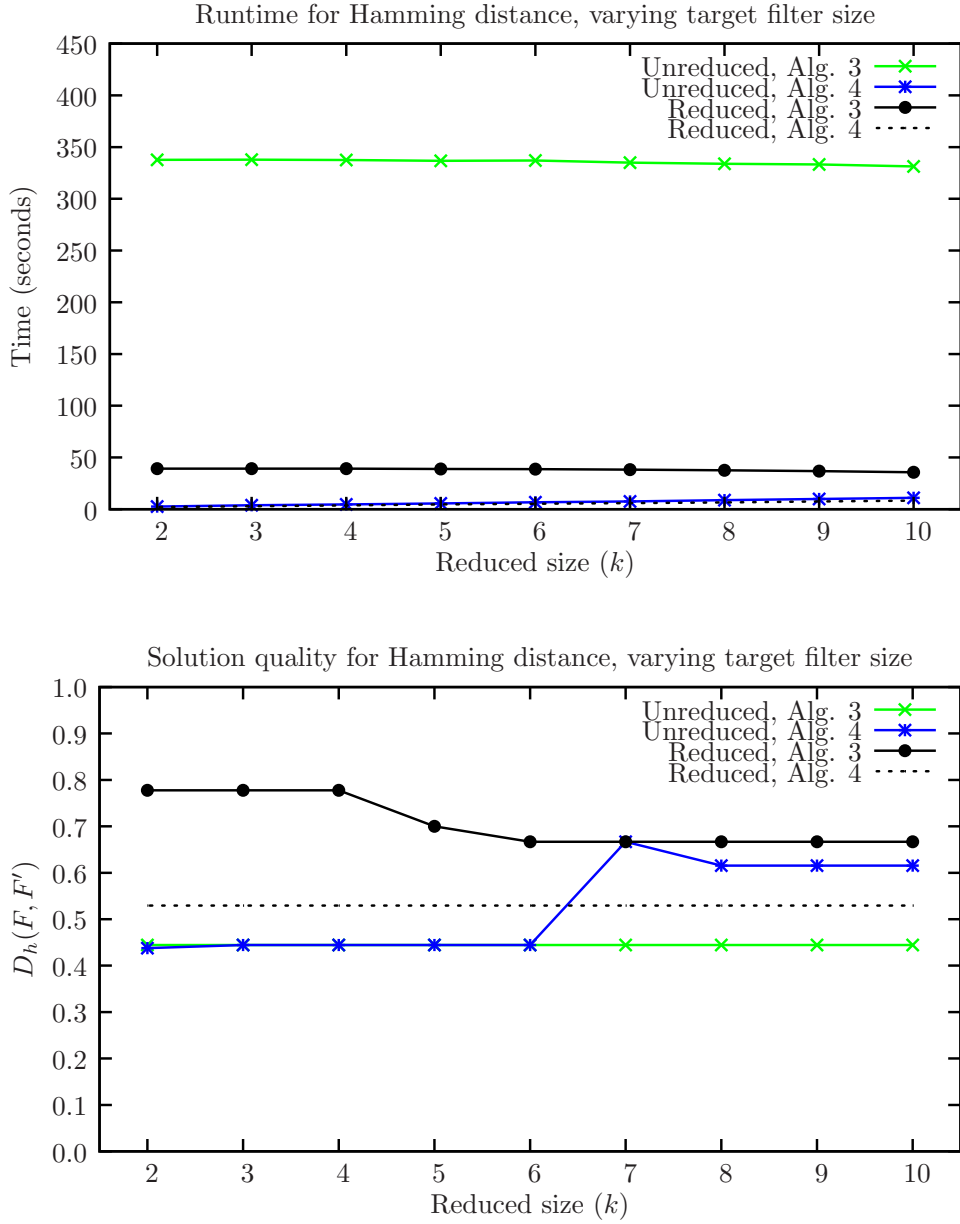 Runtime for Hamming distance, varying target filter size
450
400
350
300
250
200
150
100
50
0
Time (seconds)
Unreduced, Alg. 3
Unreduced, Alg. 4
Reduced, Alg. 3
Reduced, Alg. 4
2 3 4 5 6 7 8 9 10
Reduced size (k)
Solution quality for Hamming distance, varying target filter size
1.0
0.9
0.8
0.7
0.6
0.5
0.4
0.3
0.2
0.1
0.0
D_h(F, F′)
Unreduced, Alg. 3
Unreduced, Alg. 4
Reduced, Alg. 3
Reduced, Alg. 4
2 3 4 5 6 7 8 9 10
Reduced size (k)